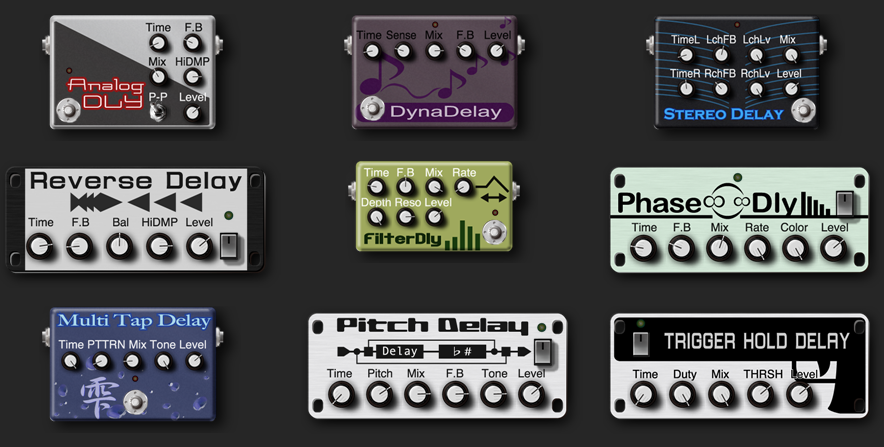 Time F.B
Mix HiDMP
P-P Level
Analog
DLY
Time Sense Mix F.B Level
DynaDelay
TimeL LchFB LchLv Mix
TimeR RchFB RchLv Level
STEREO DELAY
Reverse Delay
Time F.B Bal HiDMP Level
Time F.B Mix Rate
Depth Reso Level
FilterDly
Phase Dly
Time F.B Mix Rate Color Level
Multi Tap Delay
Time PTTRN Mix Tone Level
雫
Pitch Delay
Delay ♭#
Time Pitch Mix F.B Tone Level
TRIGGER HOLD DELAY
Time Duty Mix THRSH Level